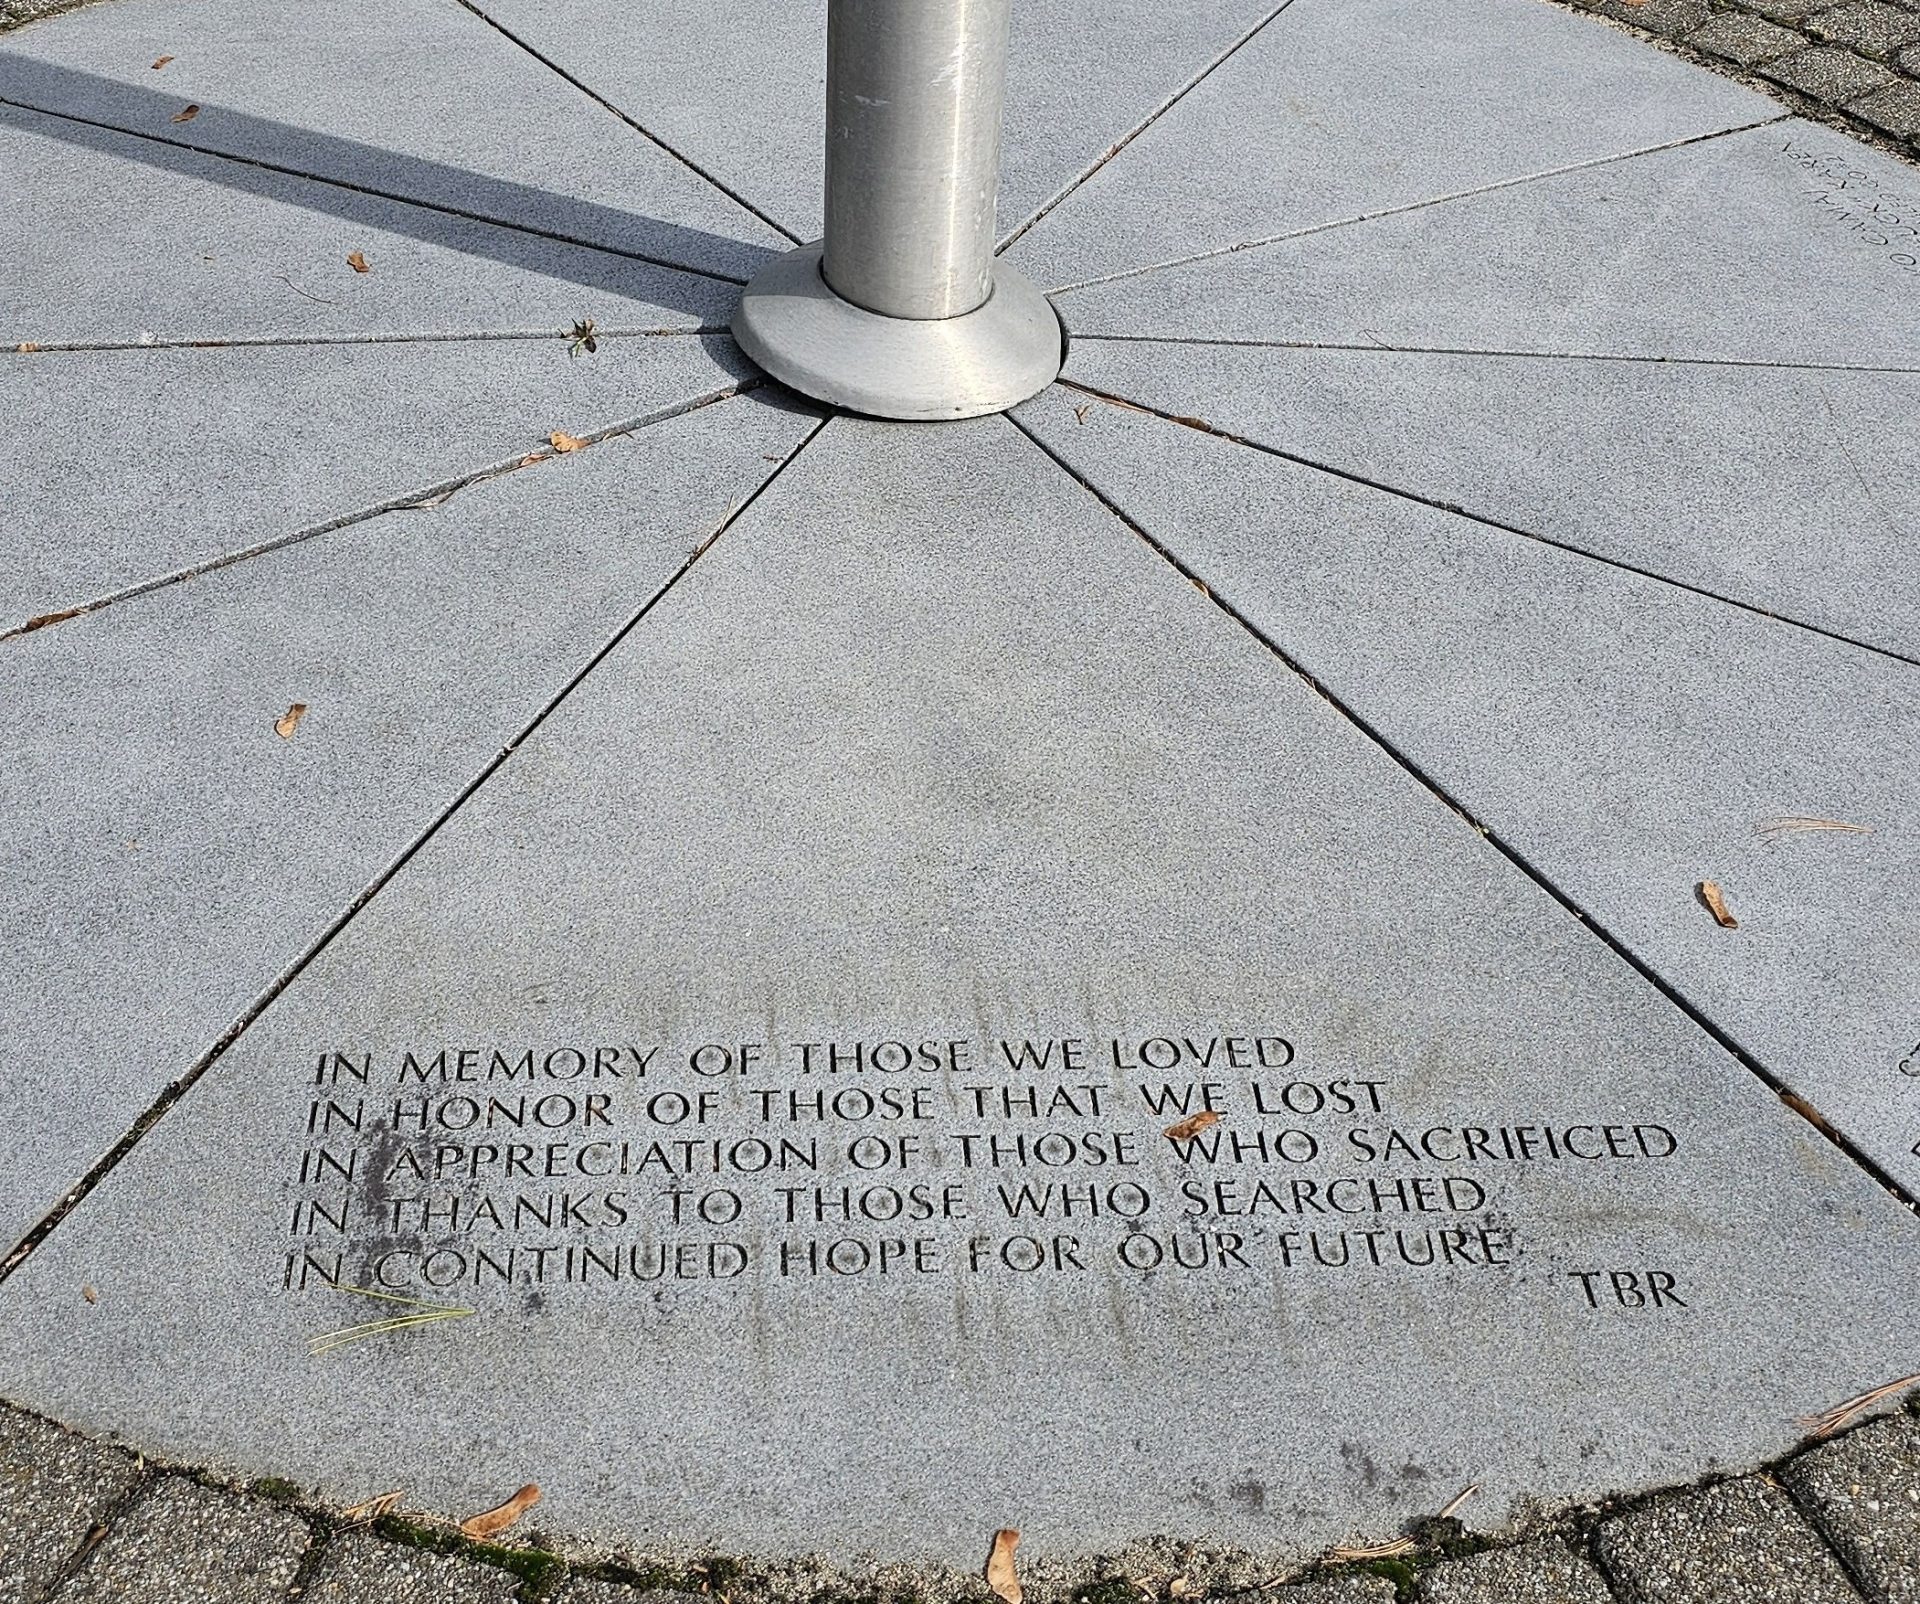 IN MEMORY OF THOSE WE LOVED
IN HONOR OF THOSE THAT WE LOST
IN APPRECIATION OF THOSE WHO SACRIFICED
IN THANKS TO THOSE WHO SEARCHED
IN CONTINUED HOPE FOR OUR FUTURE
TBR